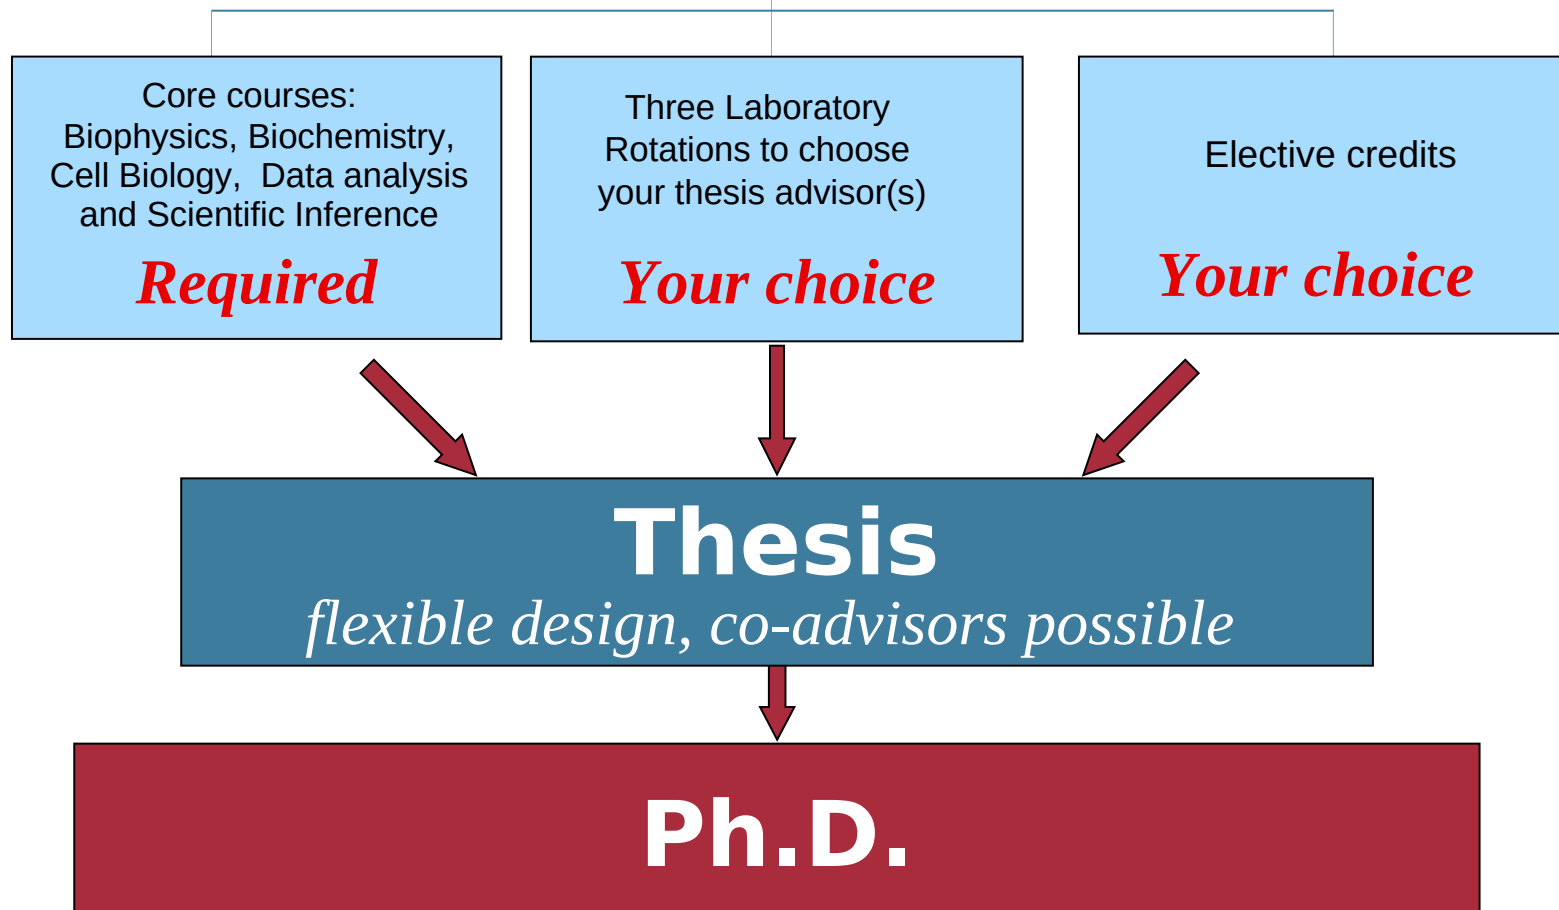 Core courses:
Biophysics, Biochemistry,
Cell Biology,  Data analysis
and Scientific Inference
Required
Three Laboratory
Rotations to choose
your thesis advisor(s)
Your choice
Elective credits
Your choice
Thesis
flexible design, co-advisors possible
Ph.D.